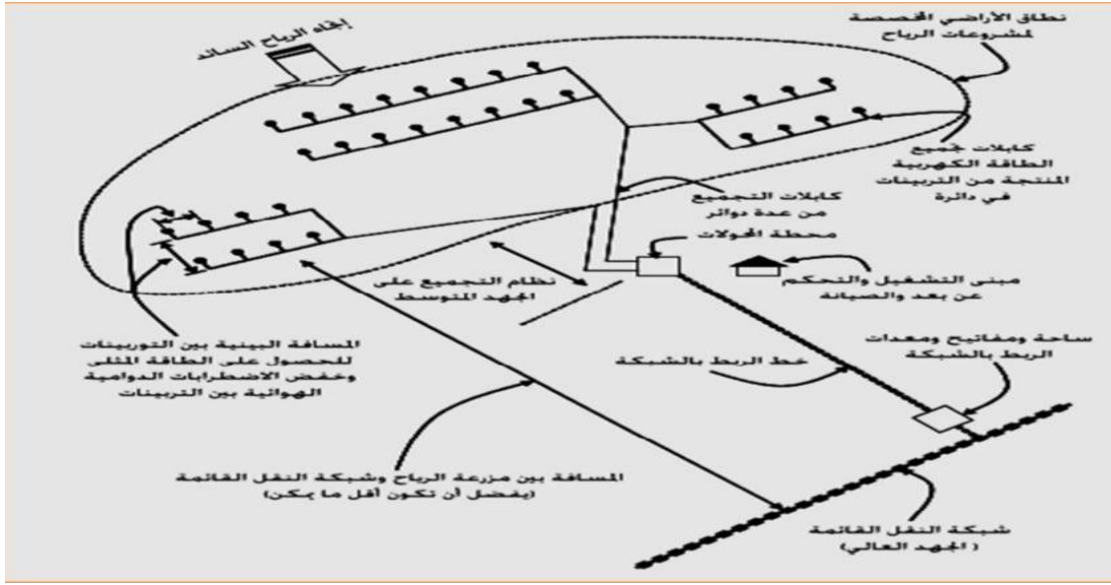 إتجاه الرياح السائد
نطاق الأراضي المخصصة
لمشروعات الرياح
كابلات تجميع
الطاقة الكهربية
المنتجة من التربينات
في دائرة
كابلات التجميع
من عدة دوائر
محطة المحولات
مبنى التشغيل والتحكم
عن بعد والصيانة
نظام التجميع على
الجهد المتوسط
المسافة البينية بين التوربينات
للحصول على الطاقة المثلى
وخفض الاضطرابات الدوامية
الهوائية بين التربينات
ساحة ومفاتيح ومعدات
الربط بالشبكة
خط الربط بالشبكة
المسافة بين مزرعة الرياح وشبكة النقل القائمة
(يفضل أن تكون أقل ما يمكن)
شبكة النقل القائمة
( الجهد العالي)